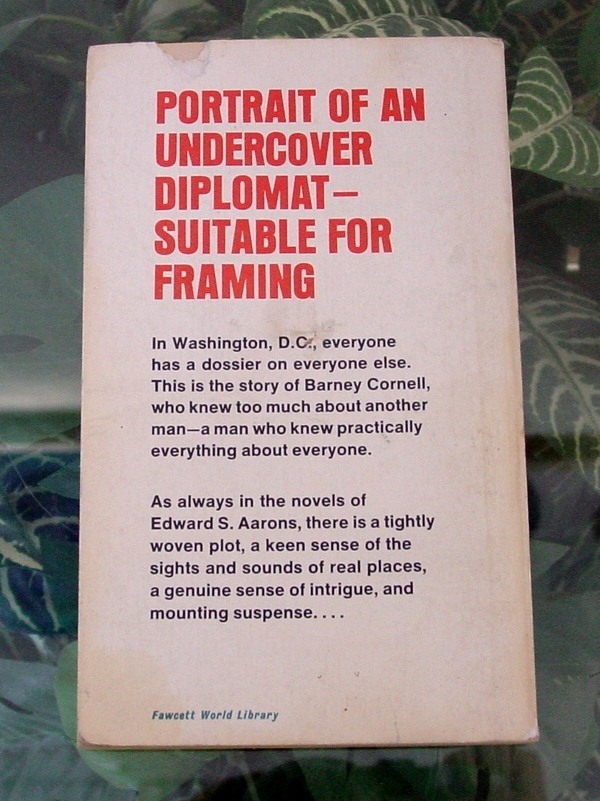 PORTRAIT OF AN
UNDERCOVER
DIPLOMAT—
SUITABLE FOR
FRAMING
In Washington, D.C., everyone
has a dossier on everyone else.
This is the story of Barney Cornell,
who knew too much about another
man—a man who knew practically
everything about everyone.
As always in the novels of
Edward S. Aarons, there is a tightly
woven plot, a keen sense of the
sights and sounds of real places,
a genuine sense of intrigue, and
mounting suspense. . . .
Fawcett World Library